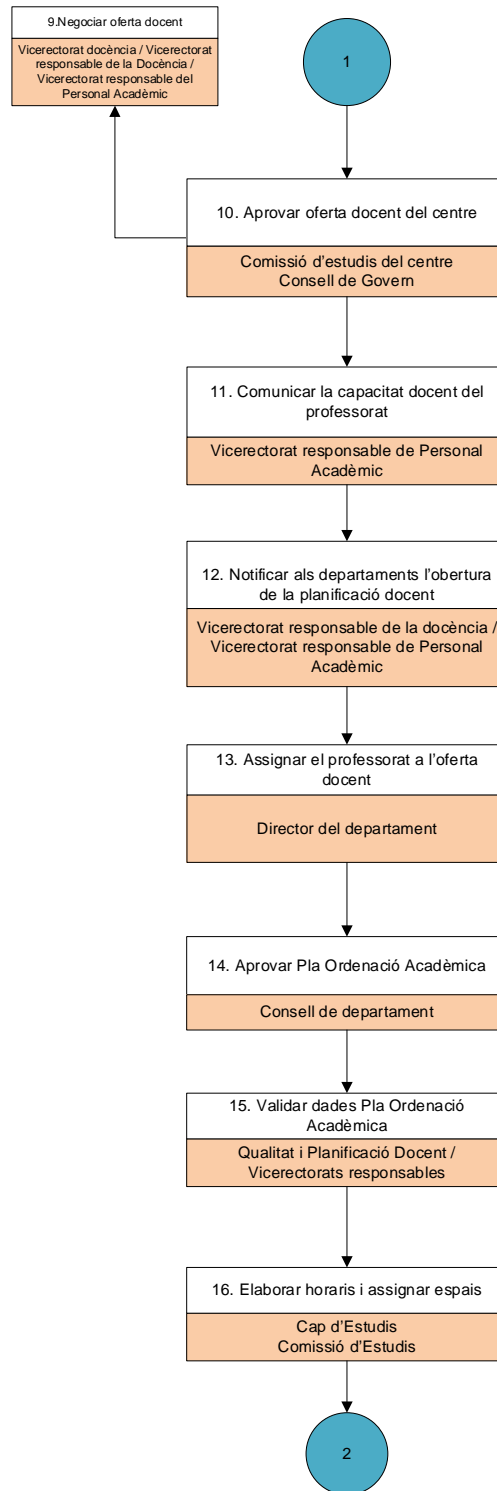 9.Negociar oferta docent
Vicerectorat docència / Vicerectorat
responsable de la Docència /
Vicerectorat responsable del
Personal Acadèmic
1
10. Aprovar oferta docent del centre
Comissió d'estudis del centre
Consell de Govern
11. Comunicar la capacitat docent del
professorat
Vicerectorat responsable de Personal
Acadèmic
12. Notificar als departaments l'obertura
de la planificació docent
Vicerectorat responsable de la docència /
Vicerectorat responsable de Personal
Acadèmic
13. Assignar el professorat a l'oferta
docent
Director del departament
14. Aprovar Pla Ordenació Acadèmica
Consell de departament
15. Validar dades Pla Ordenació
Acadèmica
Qualitat i Planificació Docent /
Vicerectorats responsables
16. Elaborar horaris i assignar espais
Cap d'Estudis
Comissió d'Estudis
2